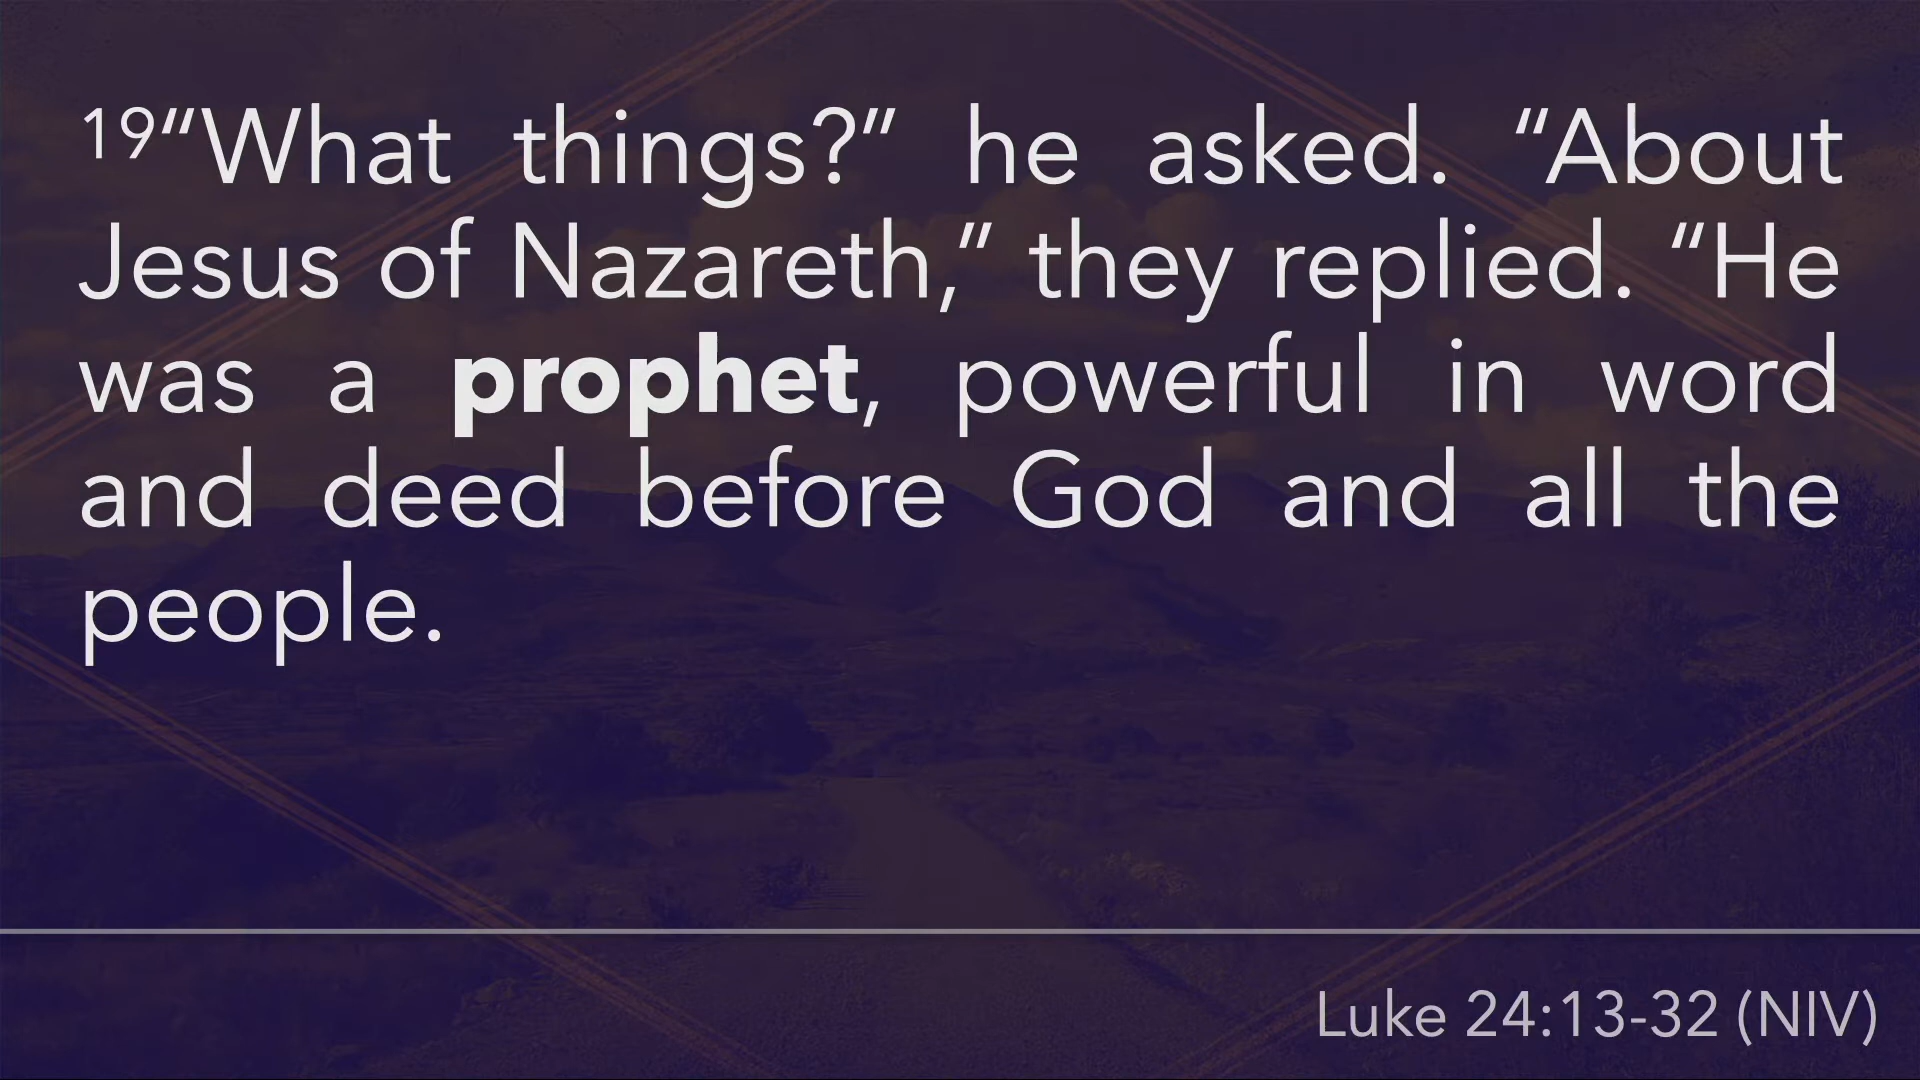 19“What things?” he asked. “About
Jesus of Nazareth,” they replied. “He
was a prophet, powerful in word
and deed before God and all the
people.
Luke 24:13-32 (NIV)